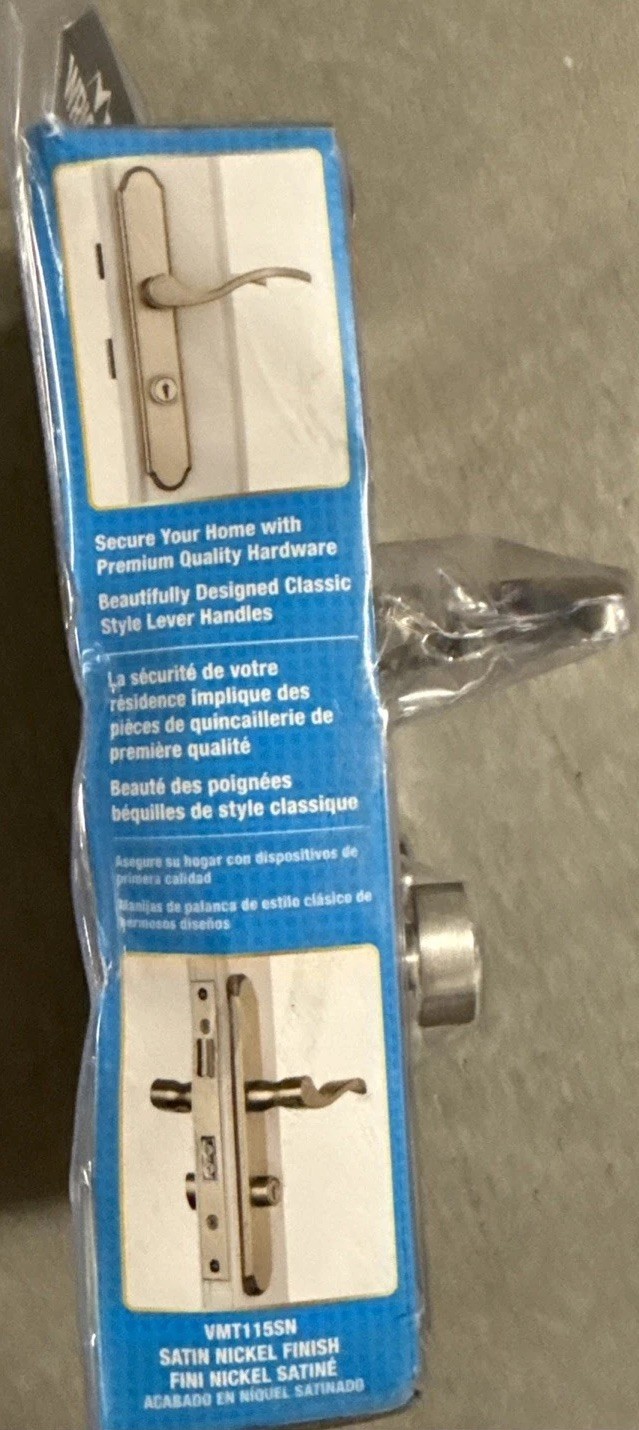 Secure Your Home with
Premium Quality Hardware
Beautifully Designed Classic
Style Lever Handles
La sécurité de votre
résidence implique des
pièces de quincaillerie de
première qualité
Beauté des poignées
béquilles de style classique
Asegure su hogar con dispositivos de
primera calidad
Manijas de palanca de estilo clásico de
hermosos diseños
VMT115SN
SATIN NICKEL FINISH
FINI NICKEL SATINÉ
ACABADO EN NÍQUEL SATINADO